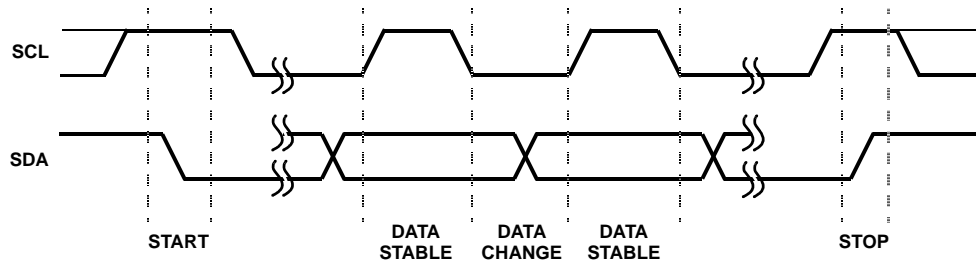 SCL
SDA
START
DATA
STABLE
DATA
CHANGE
DATA
STABLE
STOP